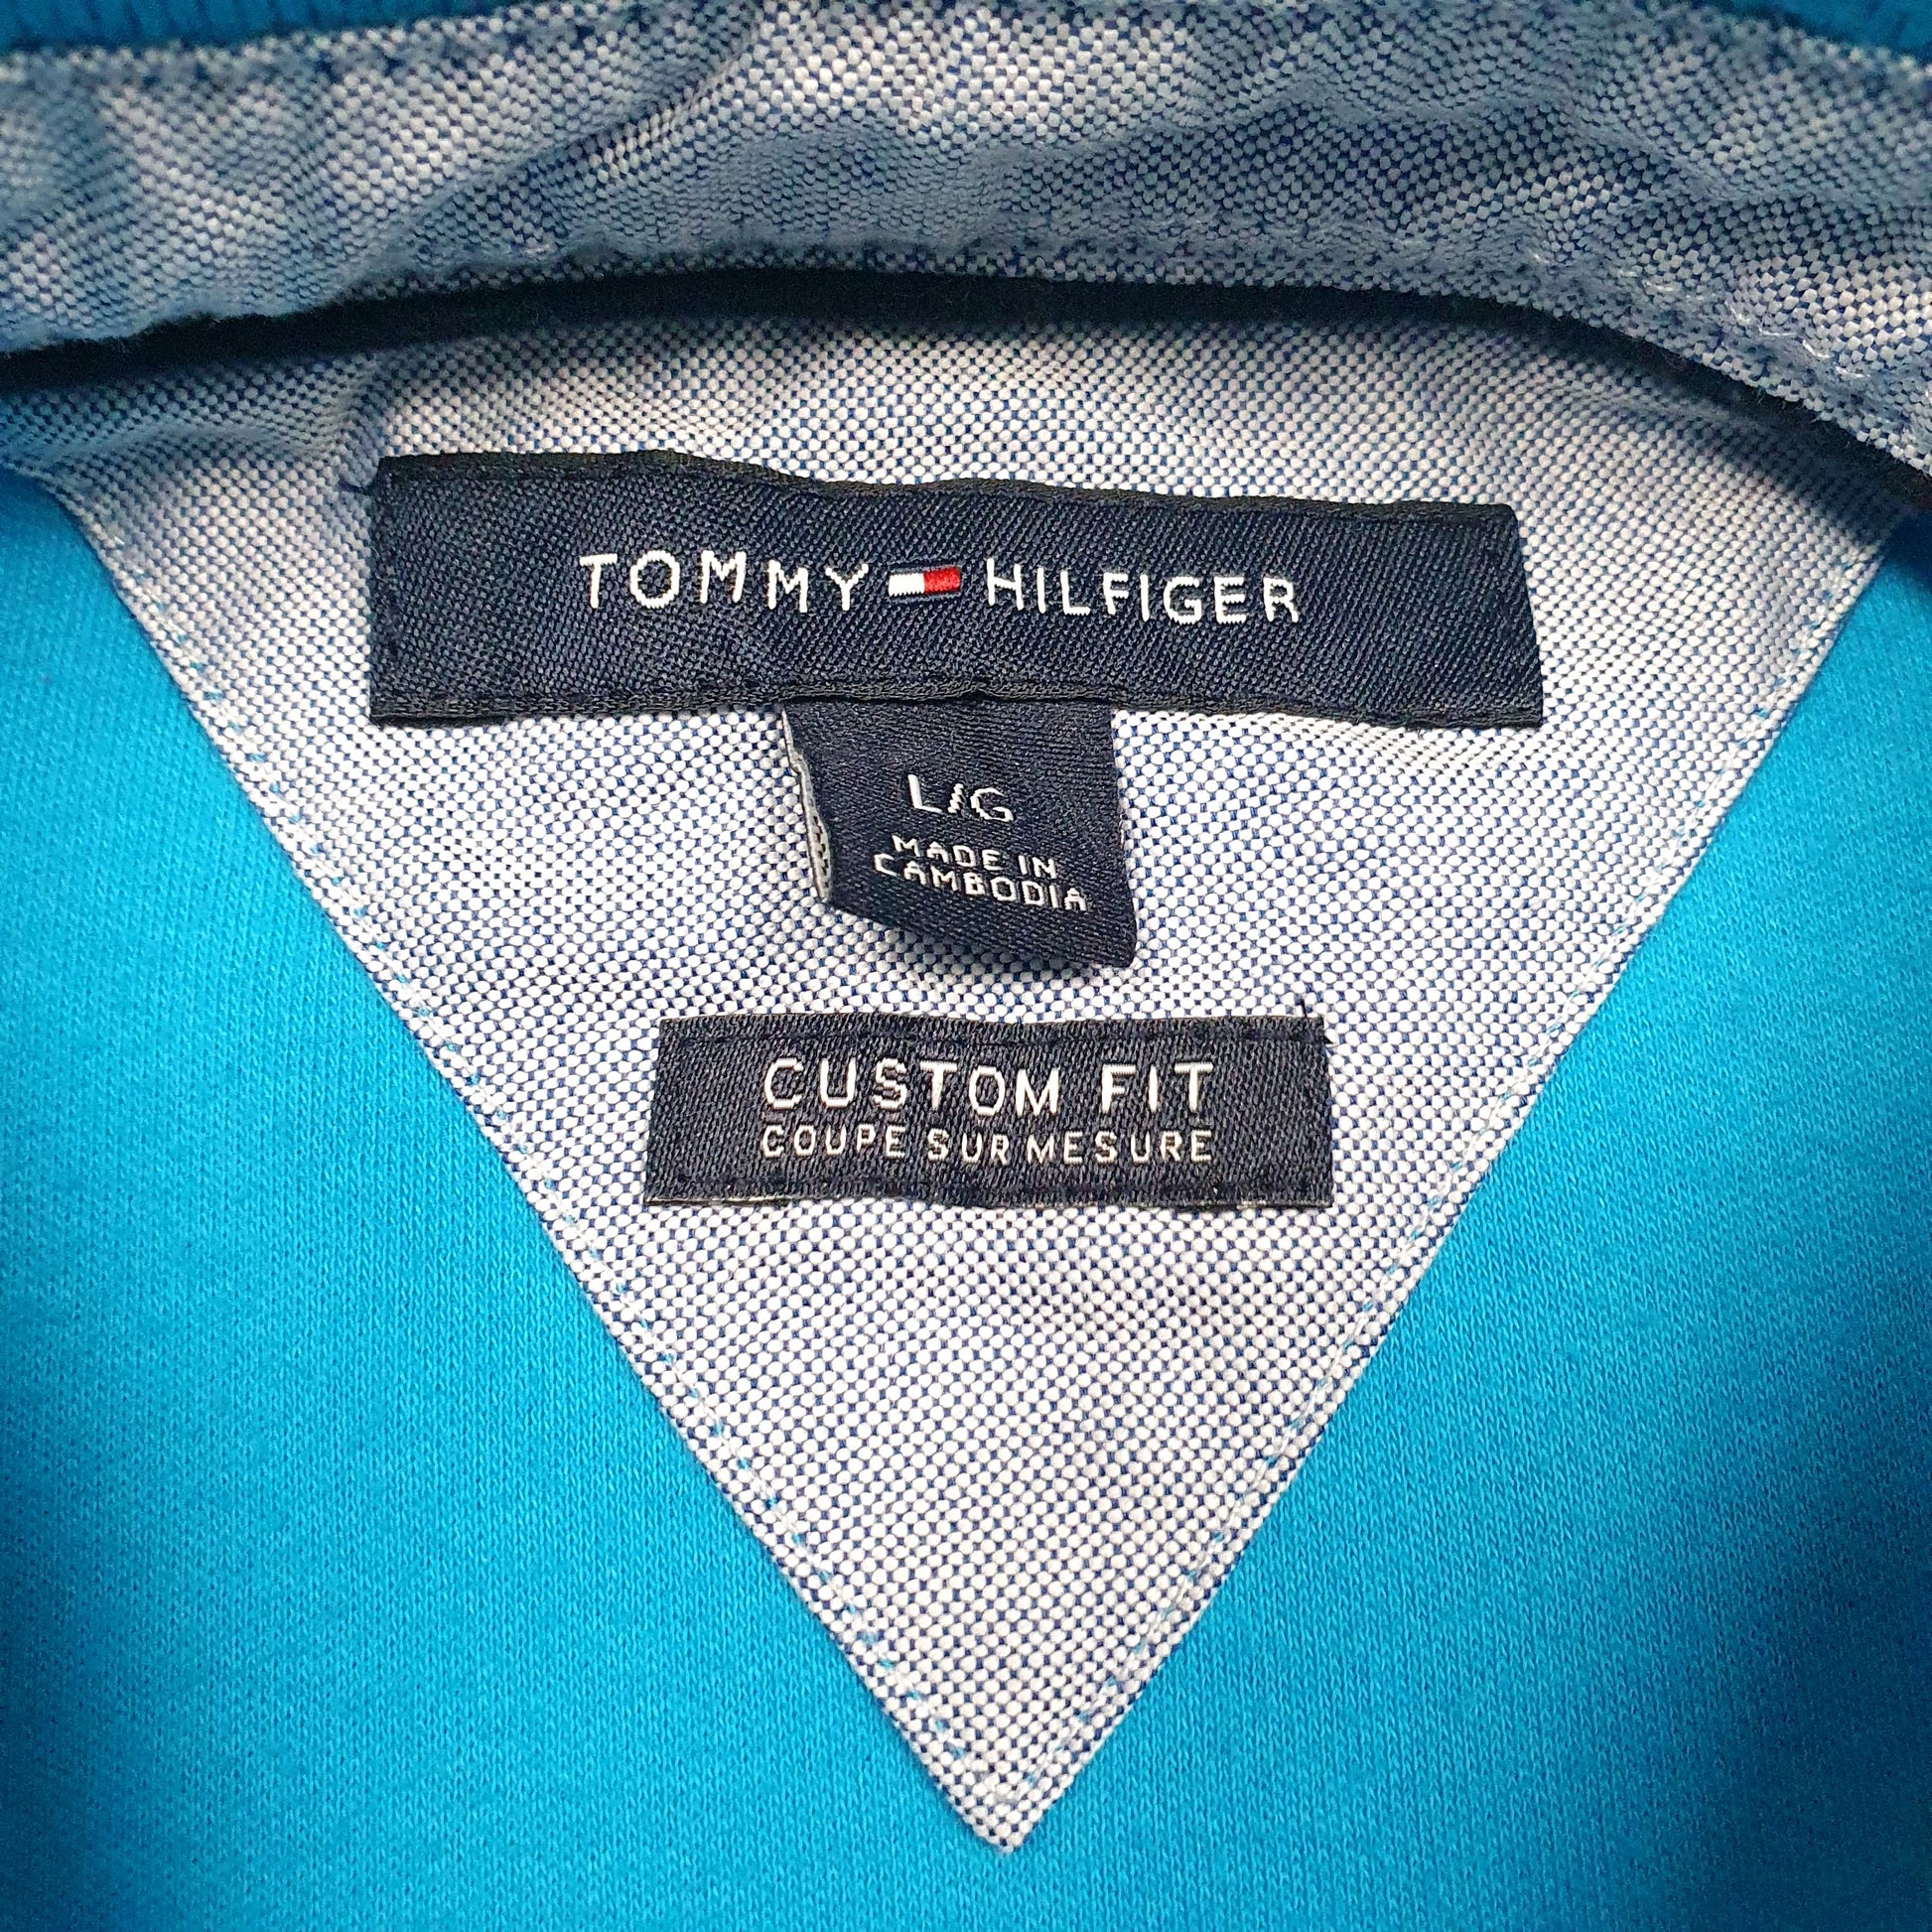 TOMMY HILFIGER
L/G
MADE IN
CAMBODIA
CUSTOM FIT
COUPE SUR MESURE